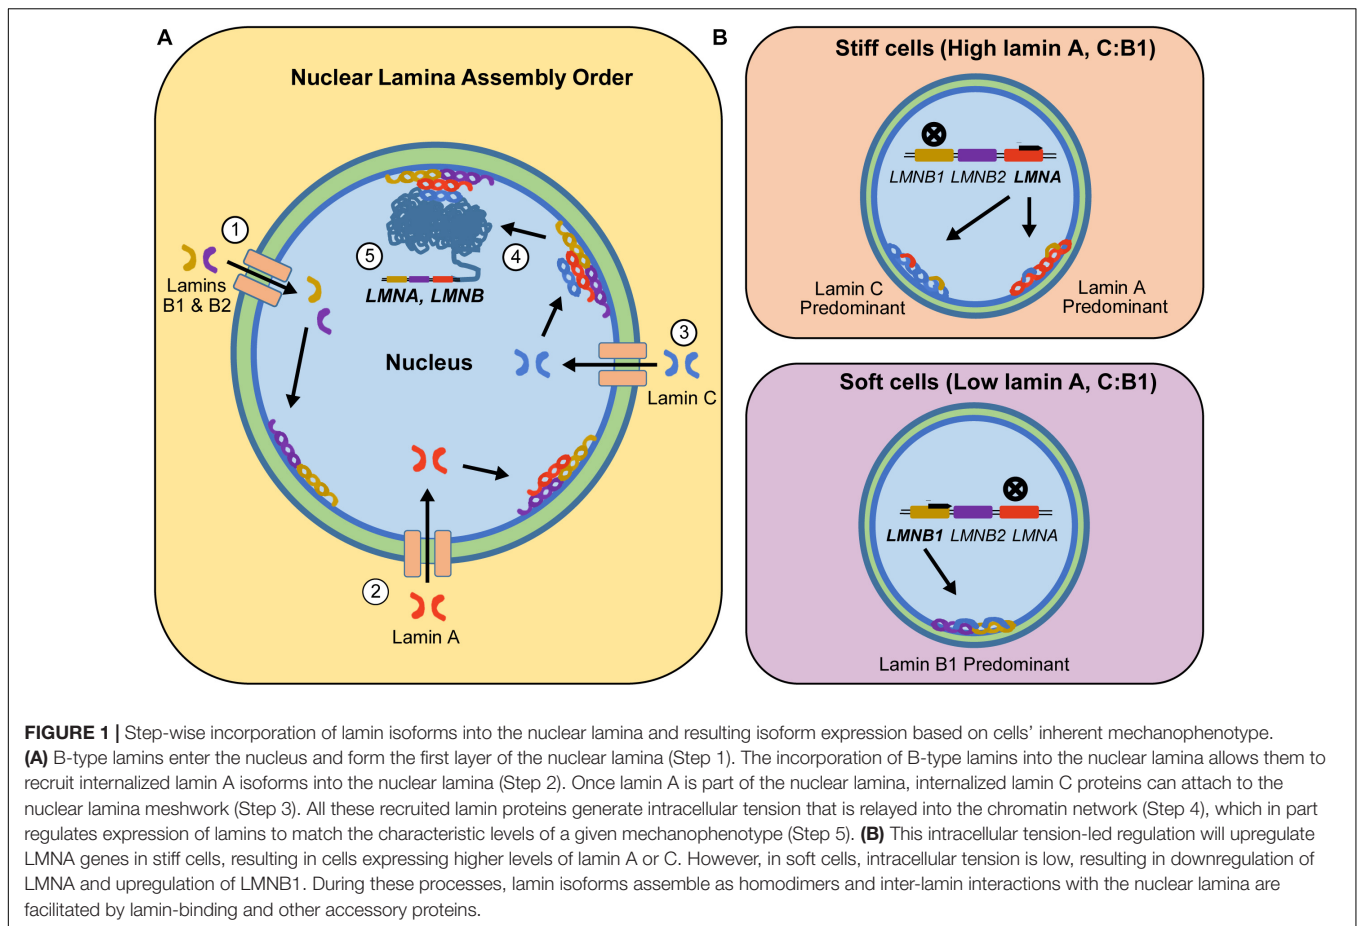 A
Nuclear Lamina Assembly Order
1
Lamins
B1 & B2
5
4
LMNA, LMNB
Nucleus
3
Lamin C
2
Lamin A
B
Stiff cells (High lamin A, C:B1)
LMNB1 LMNB2 LMNA
Lamin C
Predominant
Lamin A
Predominant
Soft cells (Low lamin A, C:B1)
LMNB1 LMNB2 LMNA
Lamin B1 Predominant
FIGURE 1 | Step-wise incorporation of lamin isoforms into the nuclear lamina and resulting isoform expression based on cells' inherent mechanophenotype.
(A) B-type lamins enter the nucleus and form the first layer of the nuclear lamina (Step 1). The incorporation of B-type lamins into the nuclear lamina allows them to
recruit internalized lamin A isoforms into the nuclear lamina (Step 2). Once lamin A is part of the nuclear lamina, internalized lamin C proteins can attach to the
nuclear lamina meshwork (Step 3). All these recruited lamin proteins generate intracellular tension that is relayed into the chromatin network (Step 4), which in part
regulates expression of lamins to match the characteristic levels of a given mechanophenotype (Step 5). (B) This intracellular tension-led regulation will upregulate
LMNA genes in stiff cells, resulting in cells expressing higher levels of lamin A or C. However, in soft cells, intracellular tension is low, resulting in downregulation of
LMNA and upregulation of LMNB1. During these processes, lamin isoforms assemble as homodimers and inter-lamin interactions with the nuclear lamina are
facilitated by lamin-binding and other accessory proteins.